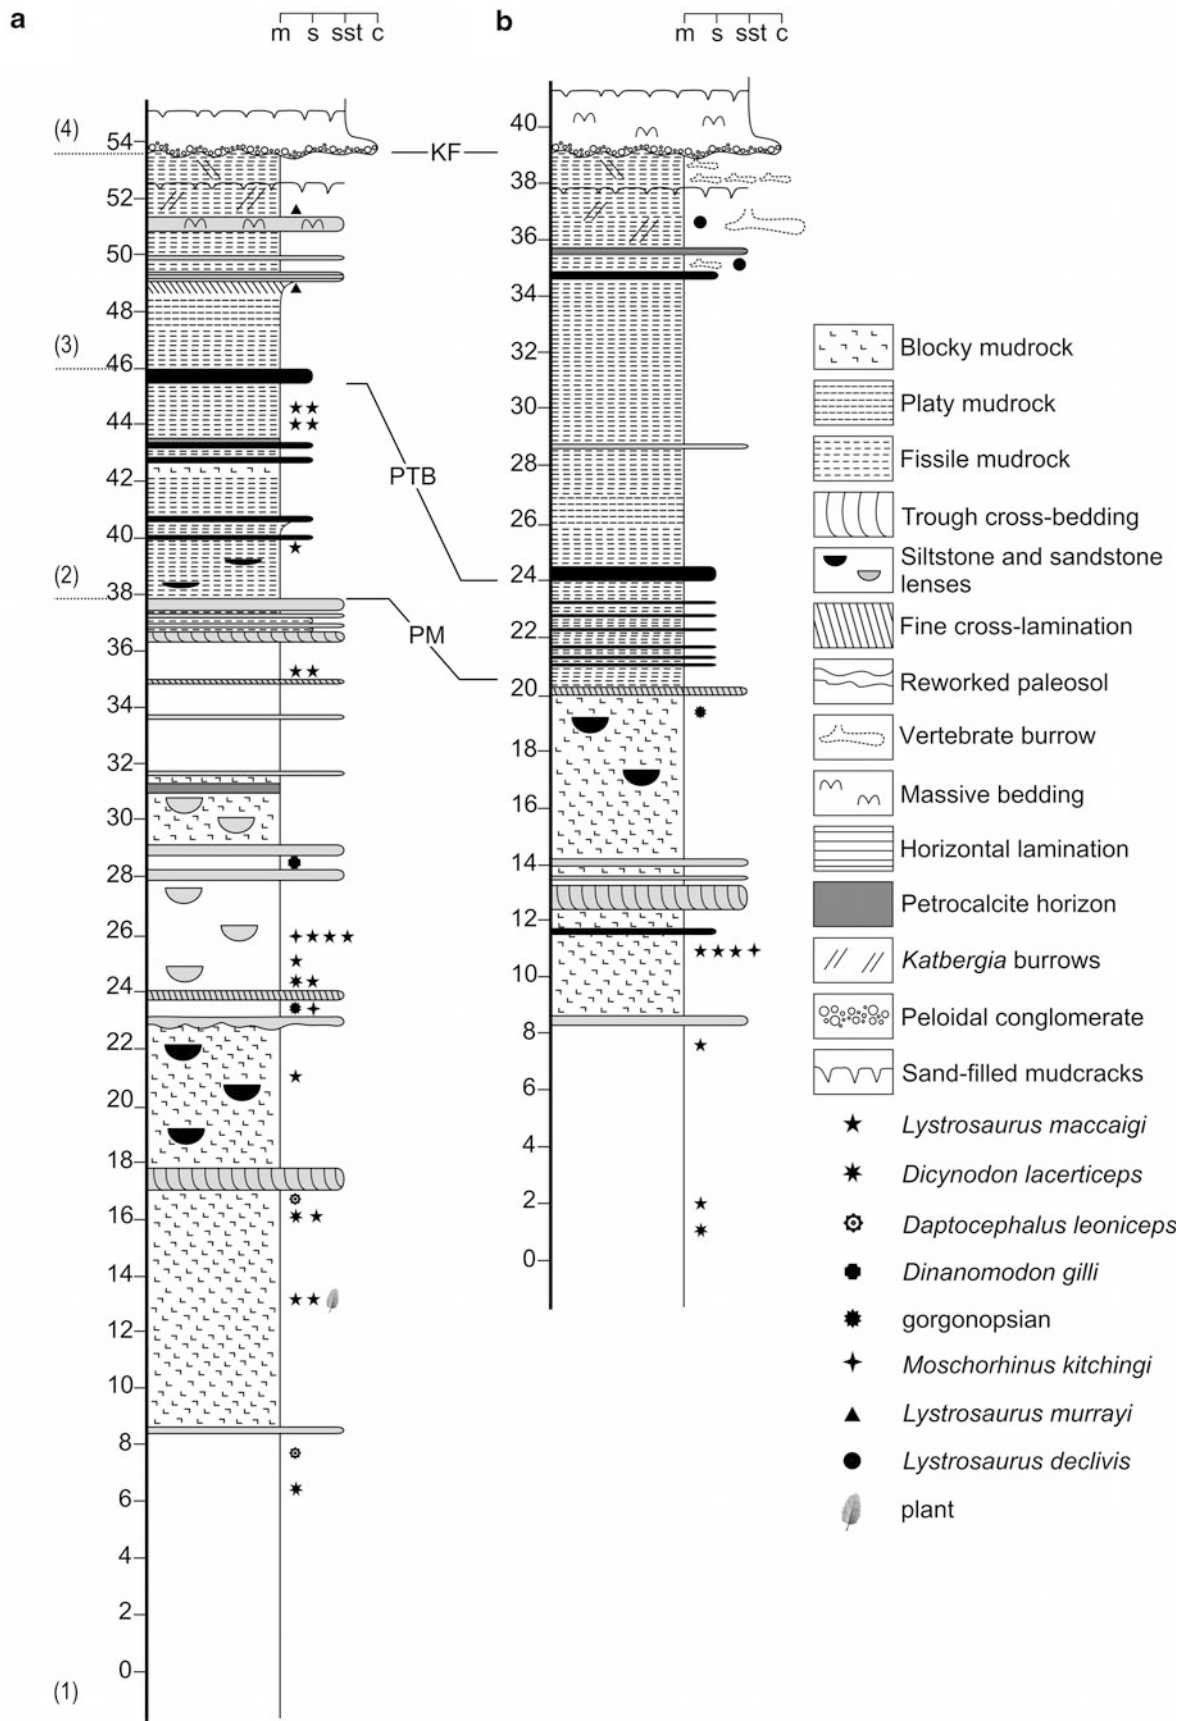 a
m s sst c
b
m s sst c
(4)
54
52
50
48
(3)
46
44
42
40
(2)
38
36
34
32
30
28
26
24
22
20
18
16
14
12
10
8
6
4
2
0
(1)
KF
PTB
PM
40
38
36
34
32
30
28
26
24
22
20
18
16
14
12
10
8
6
4
2
0
Blocky mudrock
Platy mudrock
Fissile mudrock
Trough cross-bedding
Siltstone and sandstone
lenses
Fine cross-lamination
Reworked paleosol
Vertebrate burrow
Massive bedding
Horizontal lamination
Petrocalcite horizon
Katbergia burrows
Peloidal conglomerate
Sand-filled mudcracks
Lystrosaurus maccaigi
Dicynodon lacerticeps
Daptocephalus leoniceps
Dinanomodon gilli
gorgonopsian
Moschorhinus kitchingi
Lystrosaurus murrayi
Lystrosaurus declivis
plant